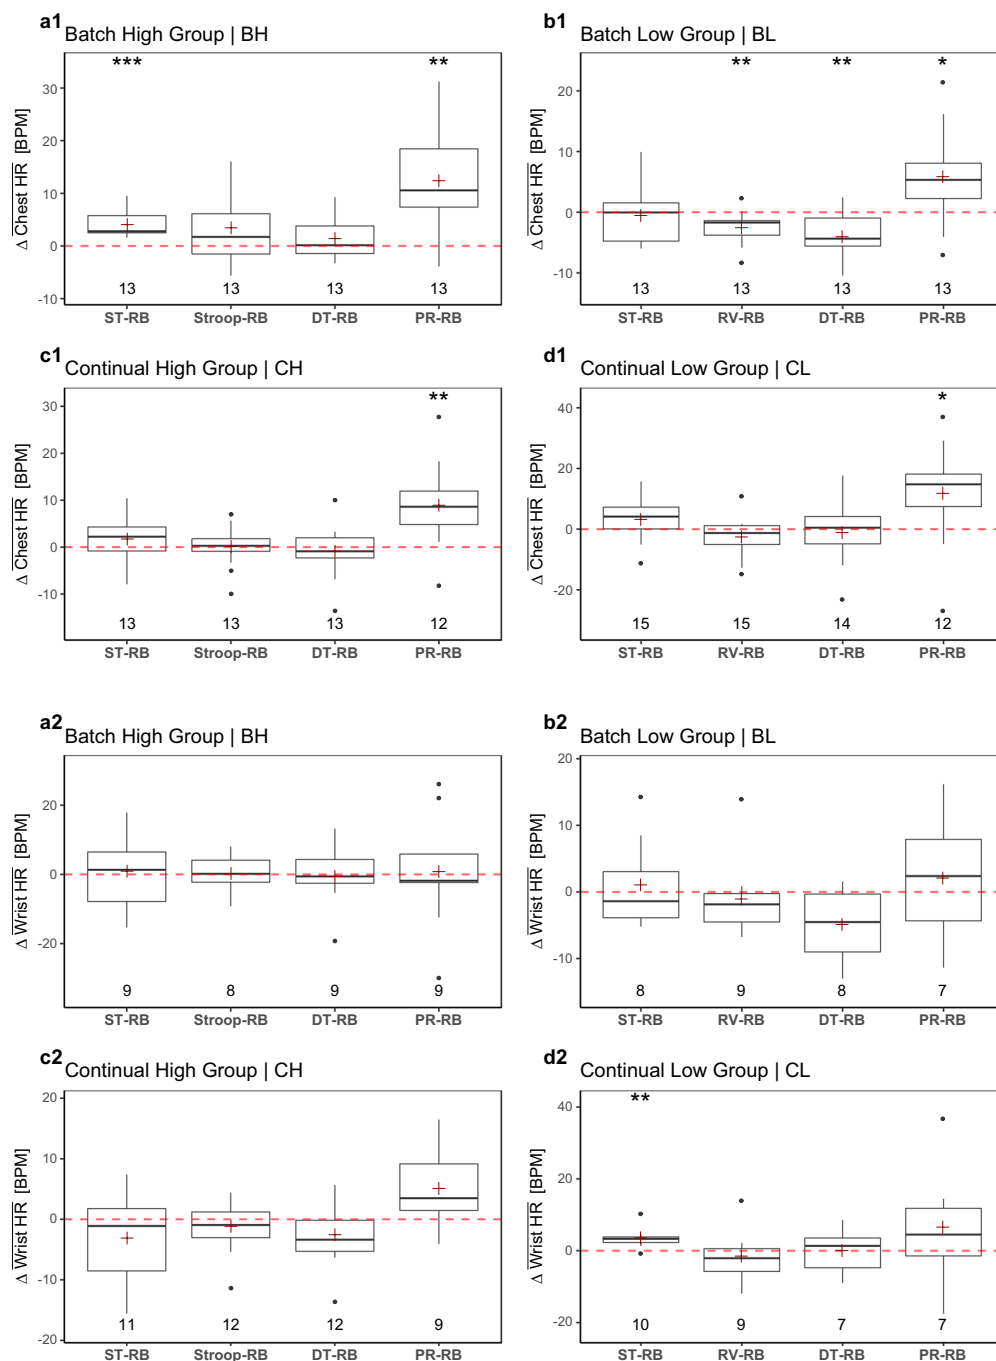 a1 Batch High Group | BH
*** **
Δ Chest HR [BPM]
30
20
10
0
-10
13 13 13 13
ST-RB Stroop-RB DT-RB PR-RB
b1 Batch Low Group | BL
** ** *
Δ Chest HR [BPM]
20
10
0
-10
13 13 13 13
ST-RB RV-RB DT-RB PR-RB
c1 Continual High Group | CH
**
Δ Chest HR [BPM]
30
20
10
0
-10
13 13 13 12
ST-RB Stroop-RB DT-RB PR-RB
d1 Continual Low Group | CL
*
Δ Chest HR [BPM]
40
20
0
-20
15 15 14 12
ST-RB RV-RB DT-RB PR-RB
a2 Batch High Group | BH
Δ Wrist HR [BPM]
20
0
-20
9 8 9 9
ST-RB Stroop-RB DT-RB PR-RB
b2 Batch Low Group | BL
Δ Wrist HR [BPM]
20
10
0
-10
8 9 8 7
ST-RB RV-RB DT-RB PR-RB
c2 Continual High Group | CH
Δ Wrist HR [BPM]
20
10
0
-10
-20
11 12 12 9
ST-RB Stroop-RB DT-RB PR-RB
d2 Continual Low Group | CL
**
Δ Wrist HR [BPM]
40
20
0
-20
10 9 7 7
ST-RB RV-RB DT-RB PR-RB